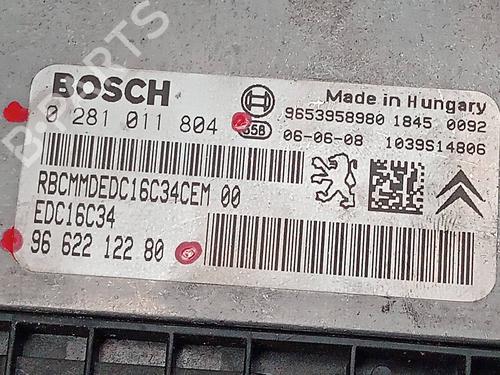 B-PARTS
BOSCH
Made in Hungary
0 281 011 804
9653958980 1845 0092
06-06-08 1039S14806
RBCMMDEDC16C34CEM 00
EDC16C34
96 622 122 80